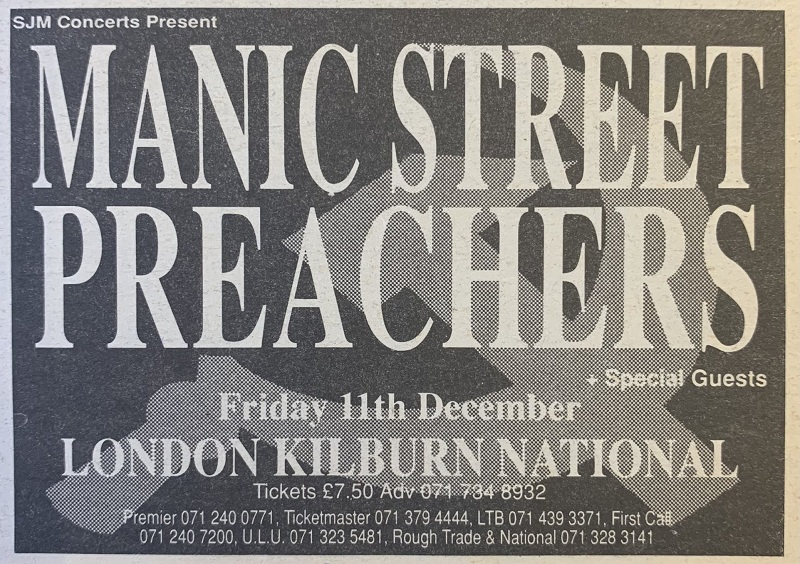 SJM Concerts Present
MANIC STREET
PREACHERS
+ Special Guests
Friday 11th December
LONDON KILBURN NATIONAL
Tickets £7.50 Adv 071 734 8932
Premier 071 240 0771, Ticketmaster 071 379 4444, LTB 071 439 3371, First Call
071 240 7200, U.L.U. 071 323 5481, Rough Trade & National 071 328 3141